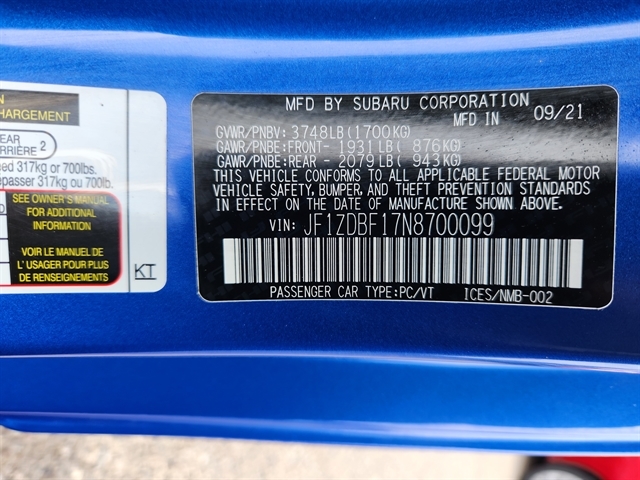 N
CHARGEMENT
EAR
RRIÈRE 2
eed 317kg or 700lbs.
epasser 317kg ou 700lb.
SEE OWNER'S MANUAL
FOR ADDITIONAL
INFORMATION
VOIR LE MANUEL DE
L' USAGER POUR PLUS
DE RENSEIGNEMENTS
KT
MFD BY SUBARU CORPORATION
GVWR/PNBV: 3748LB(1700KG) MFD IN 09/21
GAWR/PNBE:FRONT- 1931LB( 876KG)
GAWR/PNBE:REAR - 2079LB( 943KG)
THIS VEHICLE CONFORMS TO ALL APPLICABLE FEDERAL MOTOR
VEHICLE SAFETY, BUMPER, AND THEFT PREVENTION STANDARDS
IN EFFECT ON THE DATE OF MANUFACTURE SHOWN ABOVE.
VIN: JF1ZDBF17N8700099
PASSENGER CAR TYPE:PC/VT ICES/NMB-002